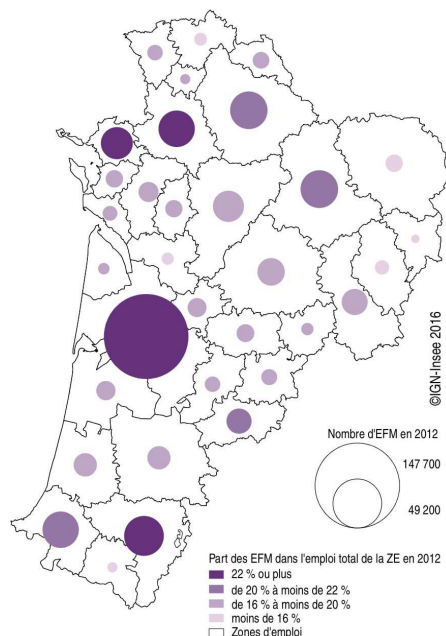 ©IGN-Insee 2016
Nombre d'EFM en 2012
147 700
49 200
Part des EFM dans l'emploi total de la ZE en 2012
22 % ou plus
de 20 % à moins de 22 %
de 16 % à moins de 20 %
moins de 16 %
Zones d'emploi